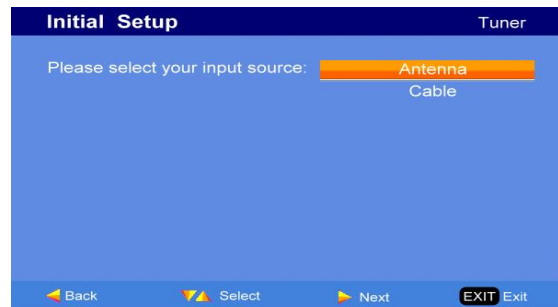 Initial Setup Tuner
Please select your input source: Antenna
Cable
Back Select Next EXIT Exit